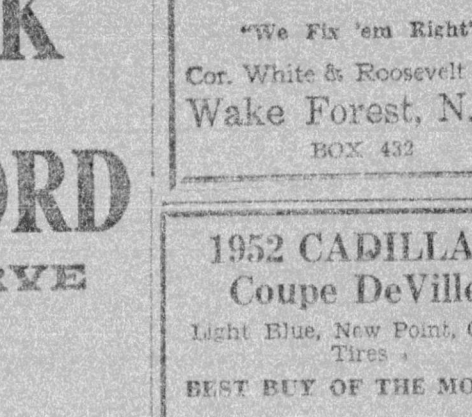 K
ORD
RVE
"We Fix 'em Right"
Cor. White & Roosevelt
Wake Forest, N.
BOX 432
1952 CADILLA
Coupe DeVille
Light Blue, New Point,
Tires
BEST BUY OF THE MO